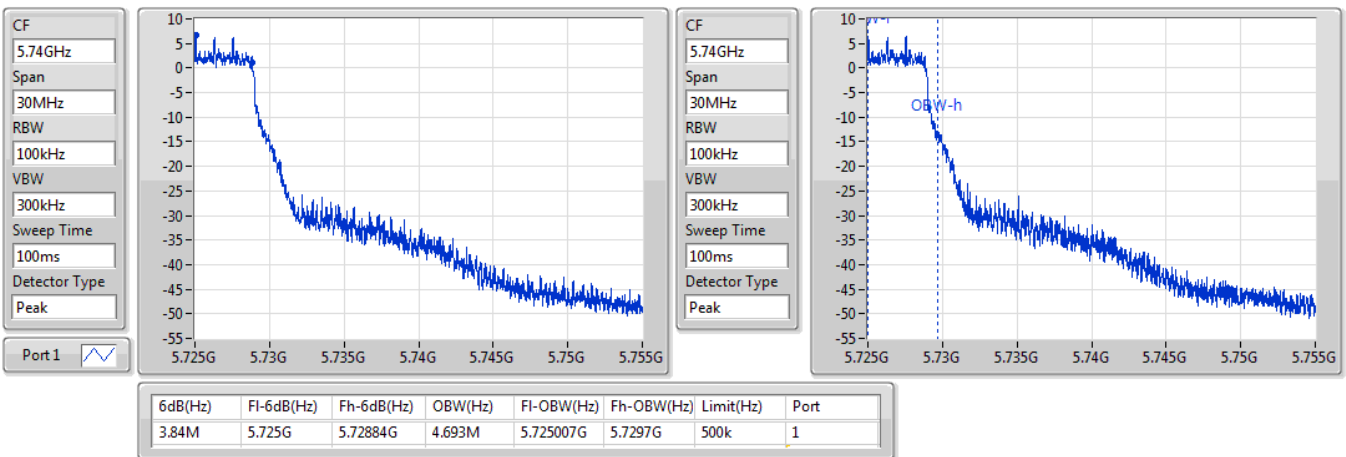 CF
5.74GHz
Span
30MHz
RBW
100kHz
VBW
300kHz
Sweep Time
100ms
Detector Type
Peak
Port 1
10
5
0
-5
-10
-15
-20
-25
-30
-35
-40
-45
-50
-55
5.725G 5.73G 5.735G 5.74G 5.745G 5.75G 5.755G
CF
5.74GHz
Span
30MHz
RBW
100kHz
VBW
300kHz
Sweep Time
100ms
Detector Type
Peak
10
5
0
-5
-10
-15
-20
-25
-30
-35
-40
-45
-50
-55
OBW-h
5.725G 5.73G 5.735G 5.74G 5.745G 5.75G 5.755G
6dB(Hz) Fl-6dB(Hz) Fh-6dB(Hz) OBW(Hz) Fl-OBW(Hz) Fh-OBW(Hz) Limit(Hz) Port
3.84M 5.725G 5.72884G 4.693M 5.725007G 5.7297G 500k 1